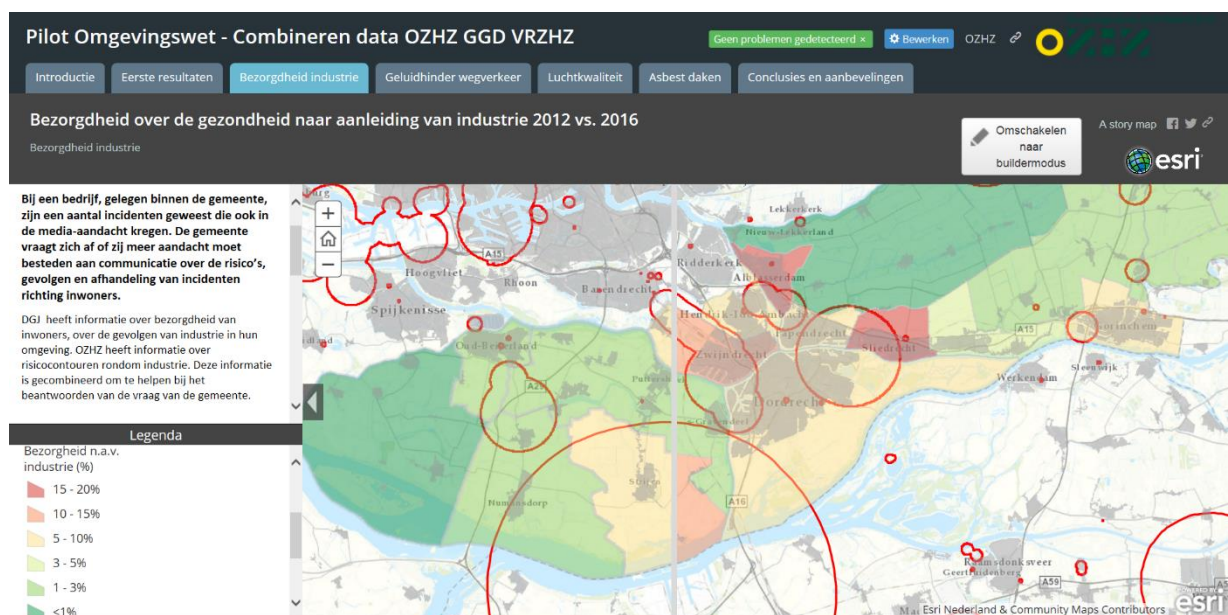 Pilot Omgevingswet - Combineren data OZHZ GGD VRZHZ
Geen problemen gedetecteerd ×
Bewerken
OZHZ
Introductie
Eerste resultaten
Bezorgdheid industrie
Geluidhinder wegverkeer
Luchtkwaliteit
Asbest daken
Conclusies en aanbevelingen
Bezorgdheid over de gezondheid naar aanleiding van industrie 2012 vs. 2016
Bezorgdheid industrie
Omschakelen
naar
buildermodus
A story map
esri
Bij een bedrijf, gelegen binnen de gemeente,
zijn een aantal incidenten geweest die ook in
de media-aandacht kregen. De gemeente
vraagt zich af of zij meer aandacht moet
besteden aan communicatie over de risico's,
gevolgen en afhandeling van incidenten
richting inwoners.
DGJ heeft informatie over bezorgdheid van
inwoners, over de gevolgen van industrie in hun
omgeving. OZHZ heeft informatie over
risicocontouren rondom industrie. Deze informatie
is gecombineerd om te helpen bij het
beantwoorden van de vraag van de gemeente.
Legenda
Bezorgheid n.a.v.
industrie (%)
15 - 20%
10 - 15%
5 - 10%
3 - 5%
1 - 3%
<1%
+
−
Lekkerkerk
Nieuw-Lekkerland
A15
Ridderkerk
Alblasserdam
Hoogvliet
Rhoon
Barendrecht
Spijkenisse
Hendrik-Ido-Ambacht
Papendrecht
A15
Gorinchem
Oud-Beijerland
Zwijndrecht
Sliedrecht
Sleeuwijk
Werkendam
Puttershoek
Dordrecht
's-Gravendeel
Strijen
Numansdorp
A16
Raamsdonksveer
Geertruidenberg
A59
Esri Nederland & Community Maps Contributors
POWERED BY
esri